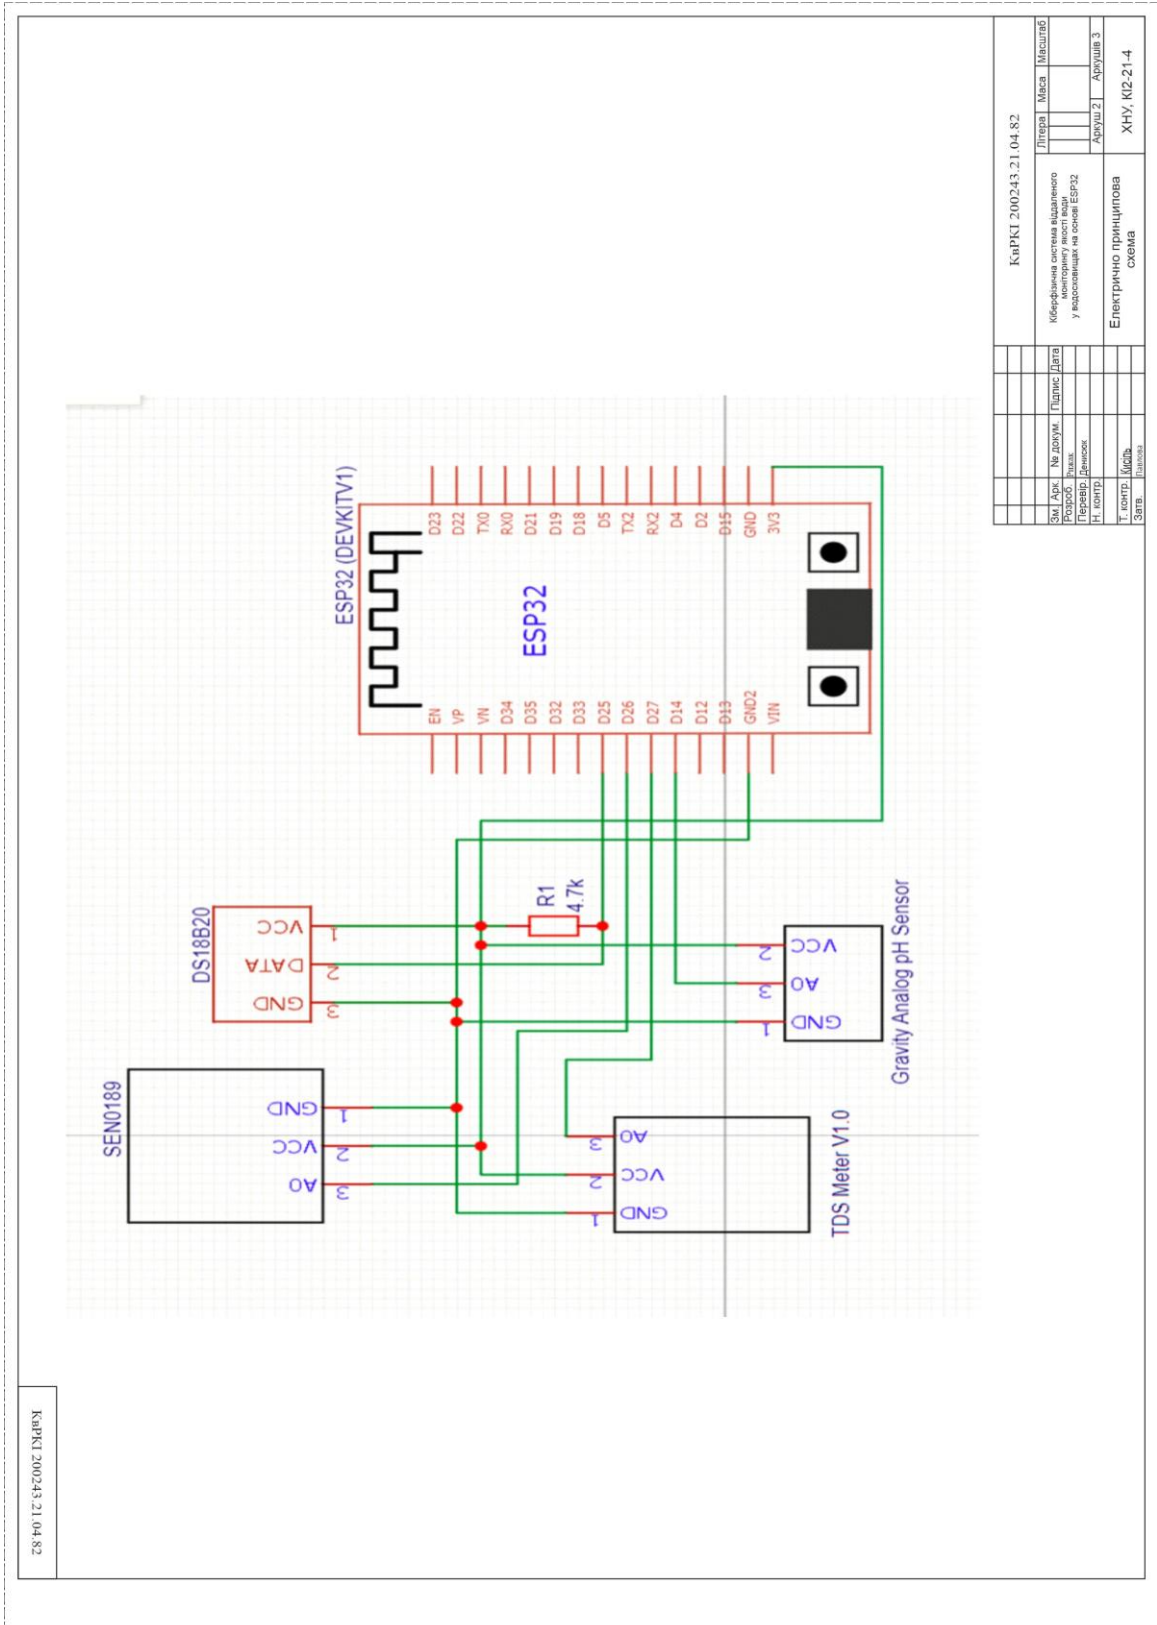 КвРКІ 200243.21.04.82
Літера
Маса
Масштаб
Аркуш 2
Аркушів 3
Кіберфізична система віддаленого
моніторингу якості води
у водосховищах на основі ESP32
Електрично принципова
схема
ХНУ, КІ2-21-4
Зм.
Арк.
№ докум.
Підпис
Дата
Розроб.
Перевір.
Денисюк
Н. контр.
Т. контр.
Кисіль
Затв.
Павлова
ESP32 (DEVKITV1)
ESP32
D23
D22
TX0
RX0
D21
D19
D18
D5
TX2
RX2
D4
D2
D15
GND
3V3
EN
VP
VN
D34
D35
D32
D33
D25
D26
D27
D14
D12
D13
GND2
VIN
R1
4.7k
DS18B20
VCC
1
DATA
2
GND
3
Gravity Analog pH Sensor
VCC
2
AO
3
GND
1
SEN0189
GND
1
VCC
2
AO
3
TDS Meter V1.0
AO
3
VCC
2
GND
1
КвРКІ 200243.21.04.82